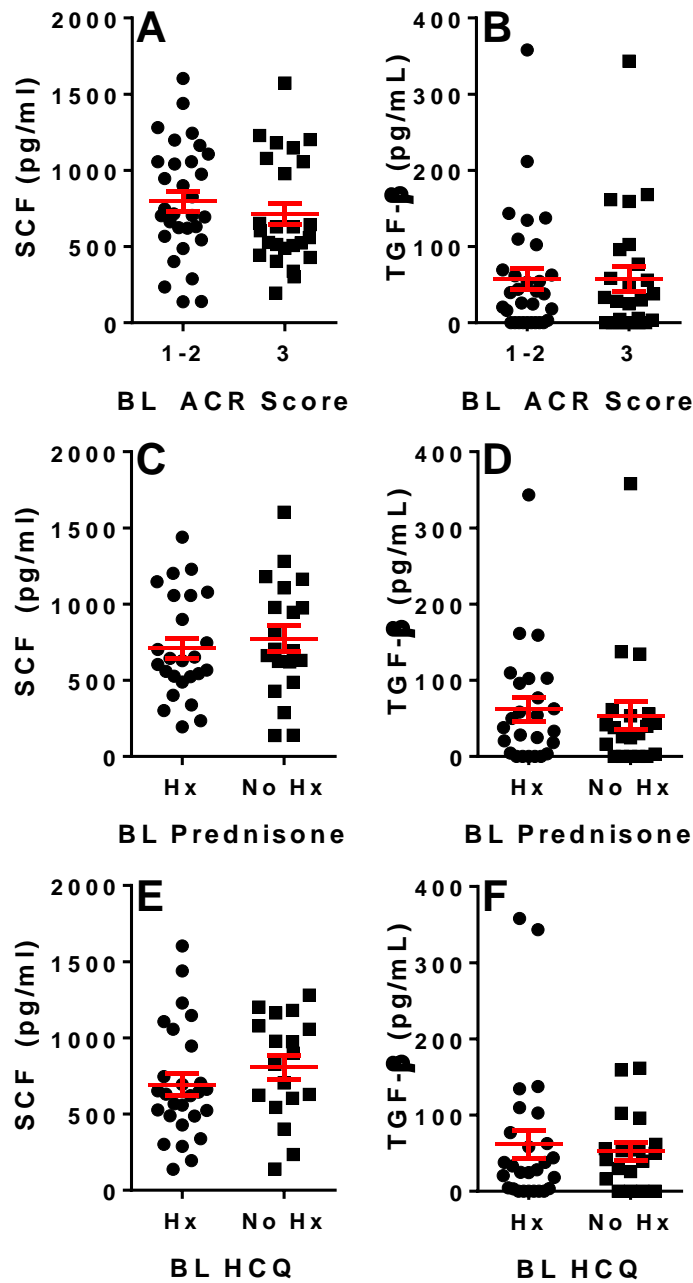 A
SCF (pg/ml)
2000
1500
1000
500
0
1-2
3
BL ACR Score
B
TGF-β (pg/mL)
400
300
200
100
0
1-2
3
BL ACR Score
C
SCF (pg/ml)
2000
1500
1000
500
0
Hx
No Hx
BL Prednisone
D
TGF-β (pg/mL)
400
300
200
100
0
Hx
No Hx
BL Prednisone
E
SCF (pg/ml)
2000
1500
1000
500
0
Hx
No Hx
BL HCQ
F
TGF-β (pg/mL)
400
300
200
100
0
Hx
No Hx
BL HCQ